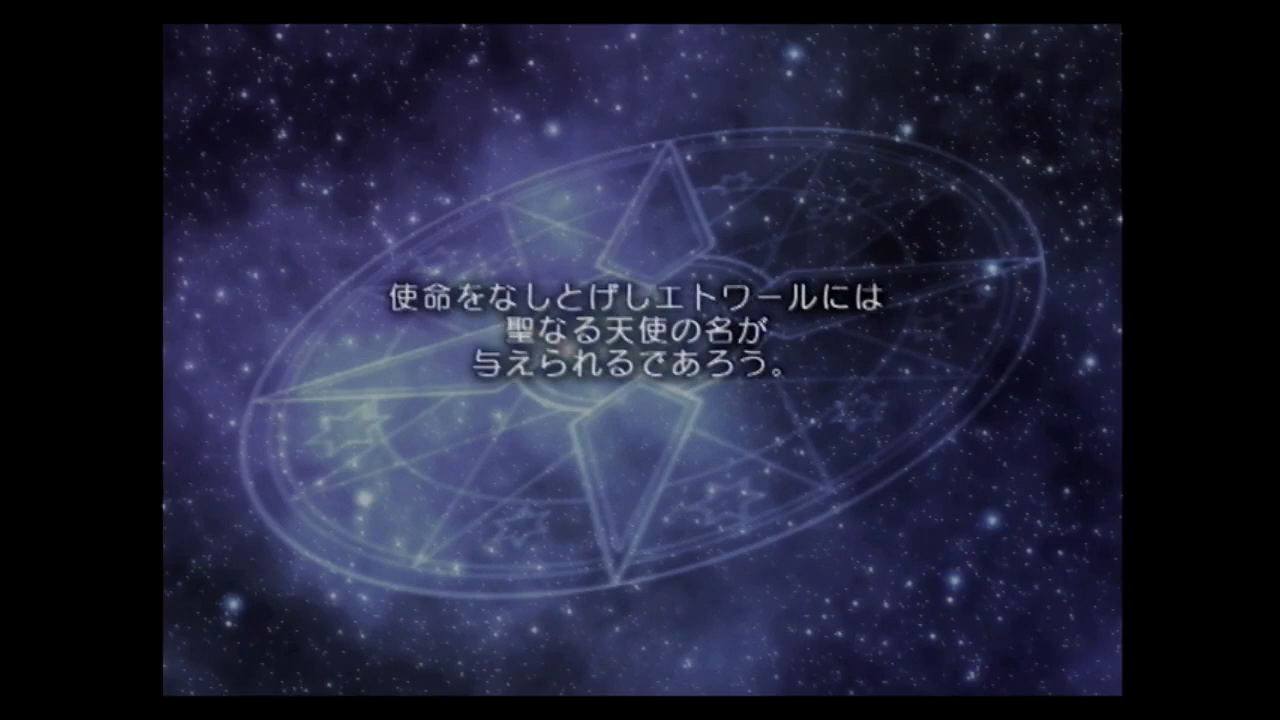 使命をなしとげしエトワールには
聖なる天使の名が
与えられるであろう。